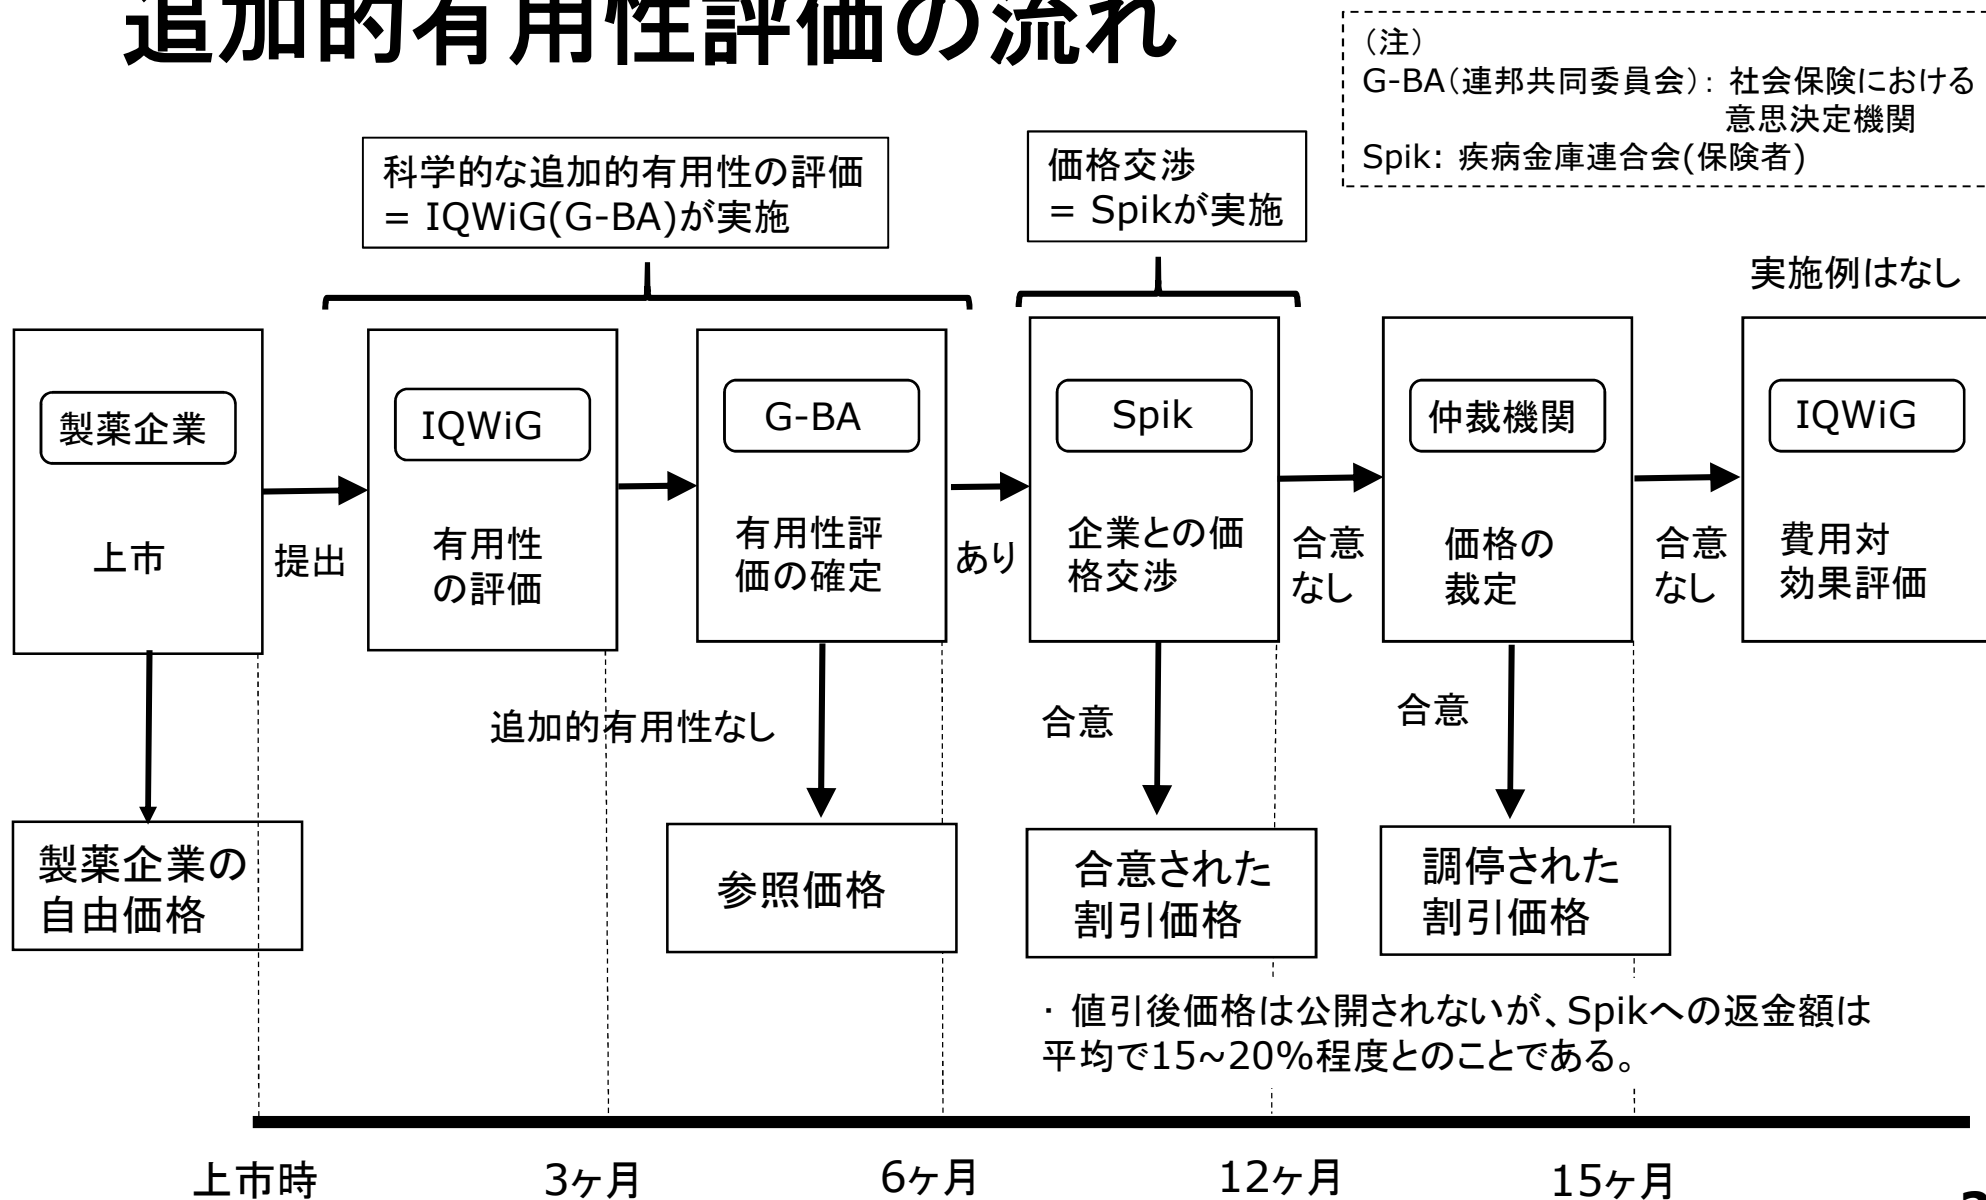 追加的有用性評価の流れ
（注）
G-BA（連邦共同委員会）： 社会保険における
意思決定機関
Spik: 疾病金庫連合会(保険者)
科学的な追加的有用性の評価
= IQWiG(G-BA)が実施
価格交渉
= Spikが実施
実施例はなし
製薬企業
上市
提出
IQWiG
有用性
の評価
G-BA
有用性評
価の確定
あり
Spik
企業との価
格交渉
合意
なし
仲裁機関
価格の
裁定
合意
なし
IQWiG
費用対
効果評価
追加的有用性なし
合意
合意
製薬企業の
自由価格
参照価格
合意された
割引価格
調停された
割引価格
・ 値引後価格は公開されないが、Spikへの返金額は
平均で15~20%程度とのことである。
上市時
3ヶ月
6ヶ月
12ヶ月
15ヶ月